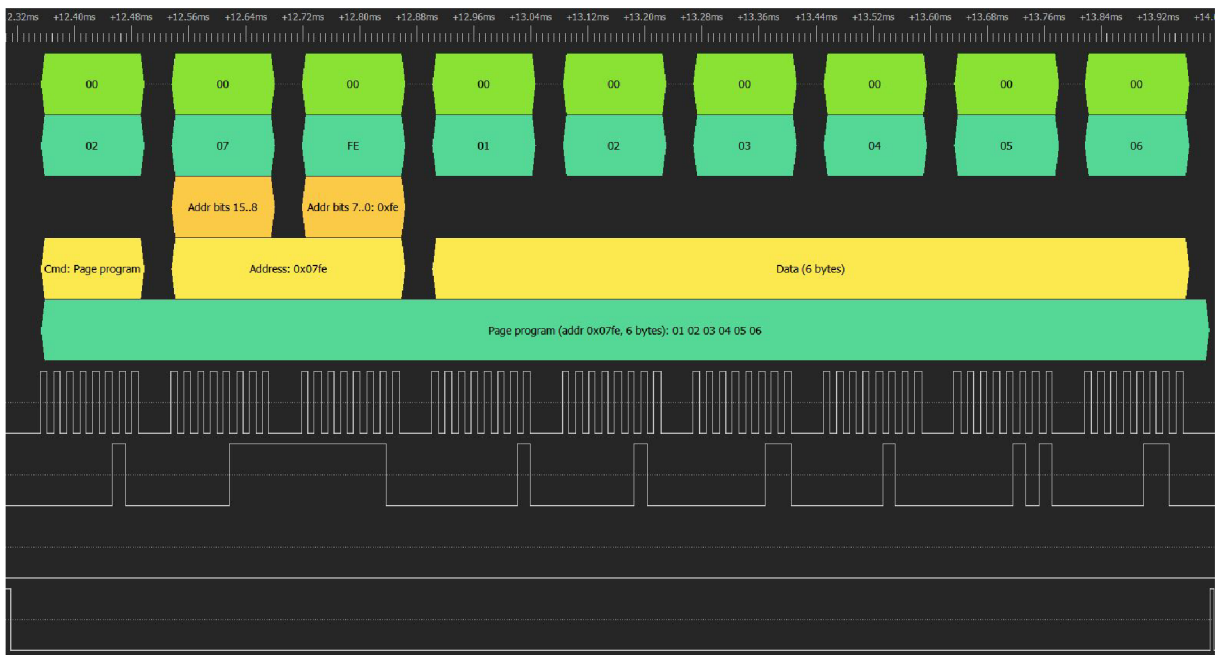 2.32ms +12.40ms +12.48ms +12.56ms +12.64ms +12.72ms +12.80ms +12.88ms +12.96ms +13.04ms +13.12ms +13.20ms +13.28ms +13.36ms +13.44ms +13.52ms +13.60ms +13.68ms +13.76ms +13.84ms +13.92ms +14.0
00 00 00 00 00 00 00 00 00
02 07 FE 01 02 03 04 05 06
Addr bits 15..8 Addr bits 7..0: 0xfe
Cmd: Page program Address: 0x07fe Data (6 bytes)
Page program (addr 0x07fe, 6 bytes): 01 02 03 04 05 06